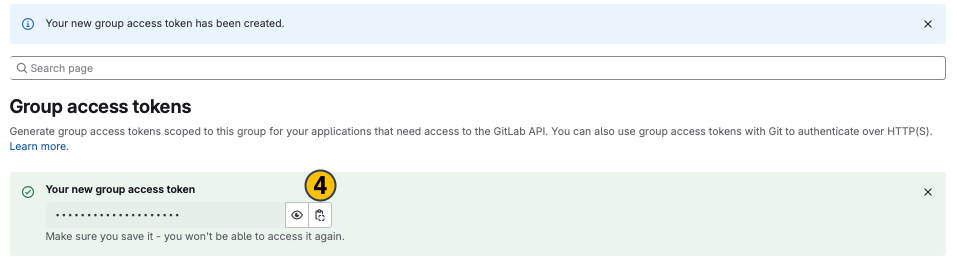 Your new group access token has been created.
Search page
Group access tokens
Generate group access tokens scoped to this group for your applications that need access to the GitLab API. You can also use group access tokens with Git to authenticate over HTTP(S).
Learn more.
Your new group access token
4
Make sure you save it - you won't be able to access it again.